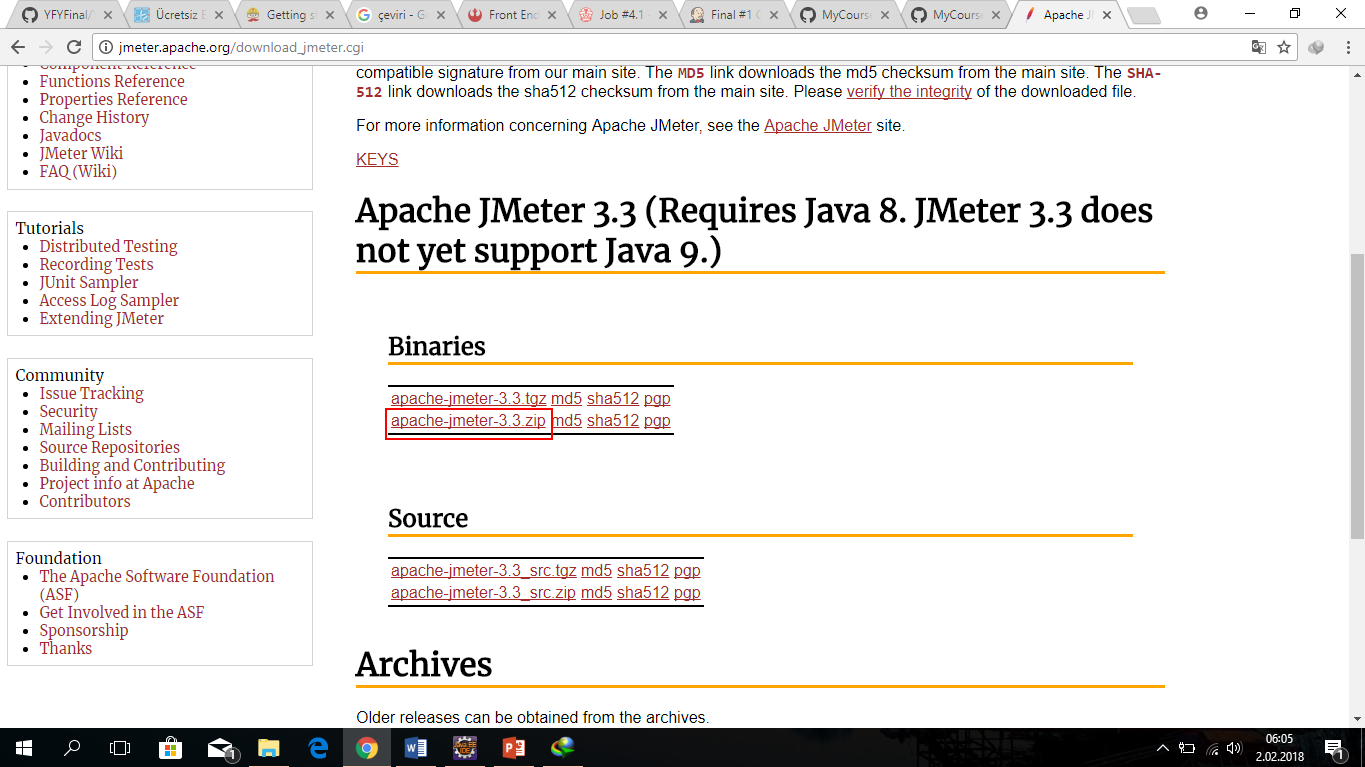 YFYFinal/
Ücretsiz E
Getting s
çeviri - G
Front End
Job #4.1 -
Final #1 C
MyCours
MyCours
Apache J
jmeter.apache.org/download_jmeter.cgi
Component Reference
Functions Reference
Properties Reference
Change History
Javadocs
JMeter Wiki
FAQ (Wiki)
Tutorials
Distributed Testing
Recording Tests
JUnit Sampler
Access Log Sampler
Extending JMeter
Community
Issue Tracking
Security
Mailing Lists
Source Repositories
Building and Contributing
Project info at Apache
Contributors
Foundation
The Apache Software Foundation
(ASF)
Get Involved in the ASF
Sponsorship
Thanks
compatible signature from our main site. The MD5 link downloads the md5 checksum from the main site. The SHA-
512 link downloads the sha512 checksum from the main site. Please verify the integrity of the downloaded file.
For more information concerning Apache JMeter, see the Apache JMeter site.
KEYS
Apache JMeter 3.3 (Requires Java 8. JMeter 3.3 does
not yet support Java 9.)
Binaries
apache-jmeter-3.3.tgz md5 sha512 pgp
apache-jmeter-3.3.zip md5 sha512 pgp
Source
apache-jmeter-3.3_src.tgz md5 sha512 pgp
apache-jmeter-3.3_src.zip md5 sha512 pgp
Archives
Older releases can be obtained from the archives.
1
06:05
2.02.2018
1